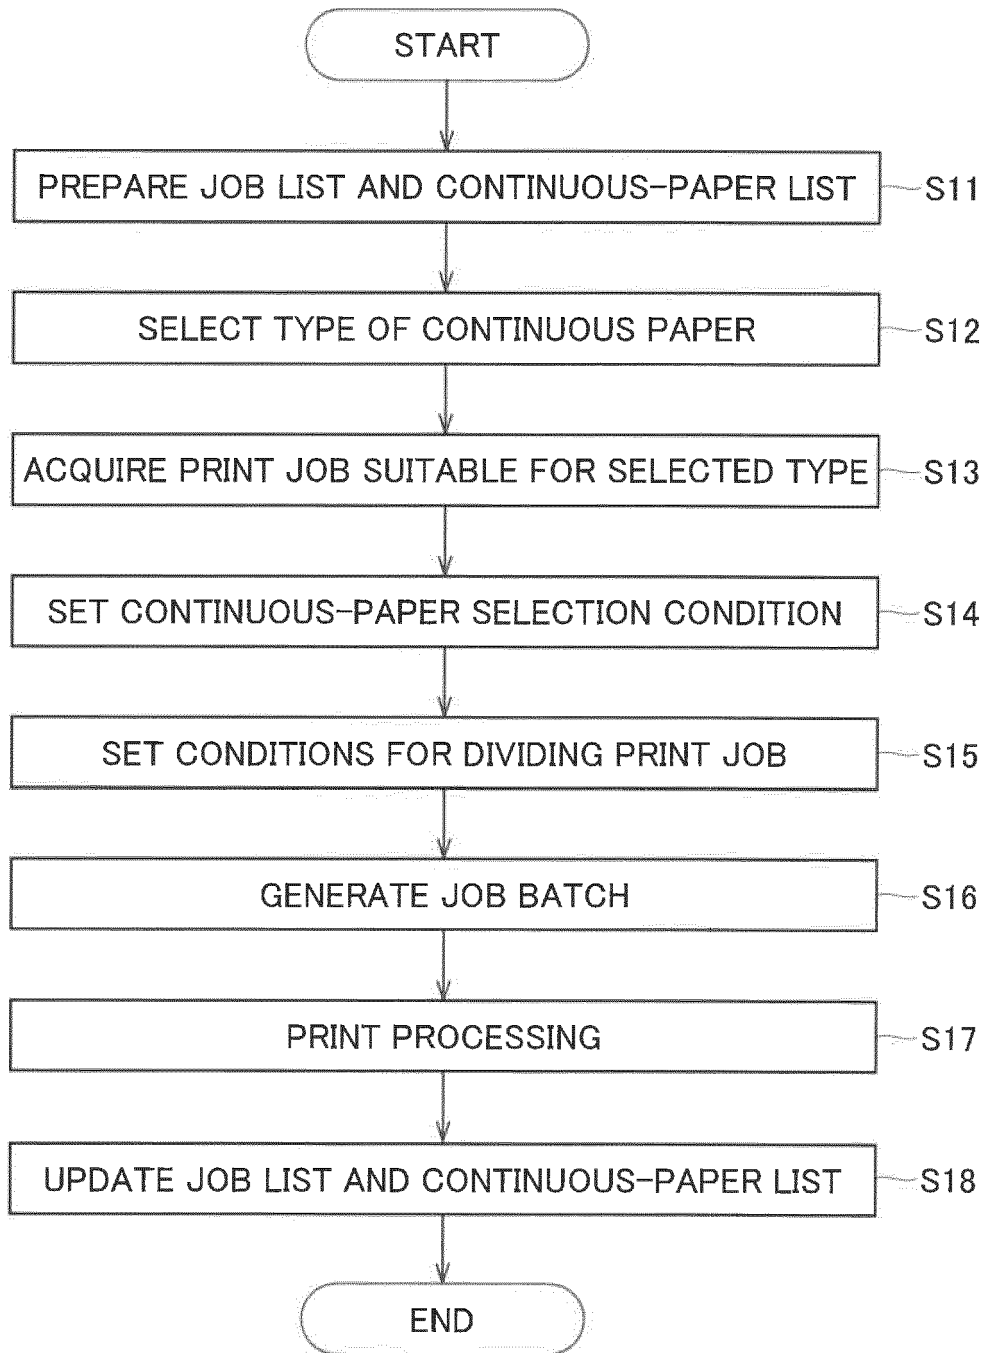 START
PREPARE JOB LIST AND CONTINUOUS-PAPER LIST S11
SELECT TYPE OF CONTINUOUS PAPER S12
ACQUIRE PRINT JOB SUITABLE FOR SELECTED TYPE S13
SET CONTINUOUS-PAPER SELECTION CONDITION S14
SET CONDITIONS FOR DIVIDING PRINT JOB S15
GENERATE JOB BATCH S16
PRINT PROCESSING S17
UPDATE JOB LIST AND CONTINUOUS-PAPER LIST S18
END